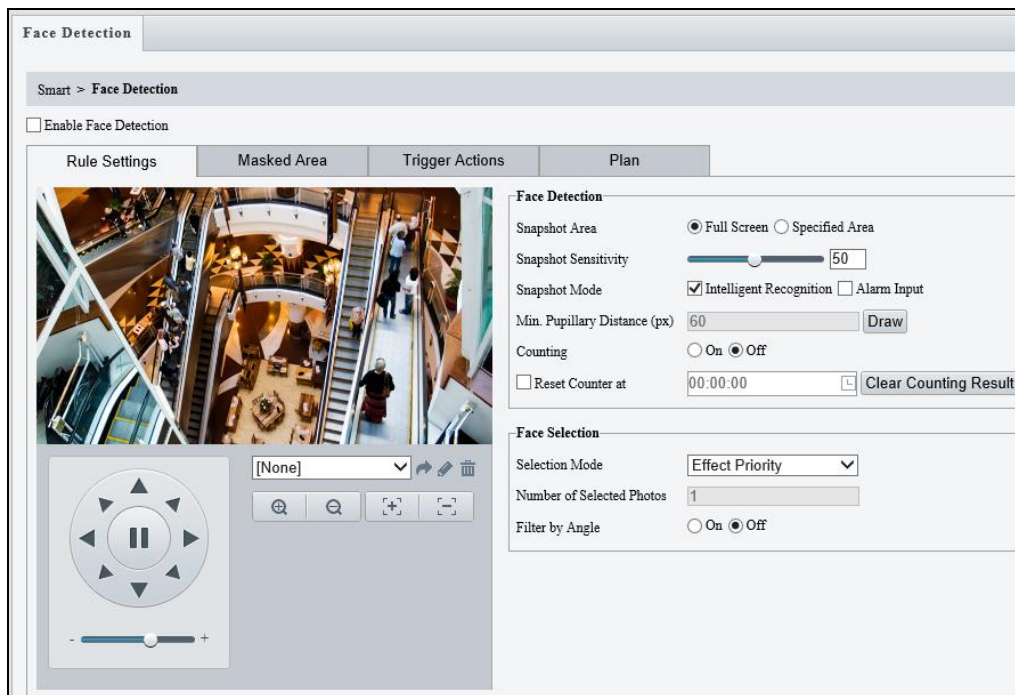 Face Detection
Smart > Face Detection
Enable Face Detection
Rule Settings Masked Area Trigger Actions Plan
Face Detection
Snapshot Area Full Screen Specified Area
Snapshot Sensitivity 50
Snapshot Mode Intelligent Recognition Alarm Input
Min. Pupillary Distance (px) 60 Draw
Counting On Off
Reset Counter at 00:00:00 Clear Counting Result
Face Selection
[None]
Selection Mode Effect Priority
Number of Selected Photos 1
Filter by Angle On Off
- +